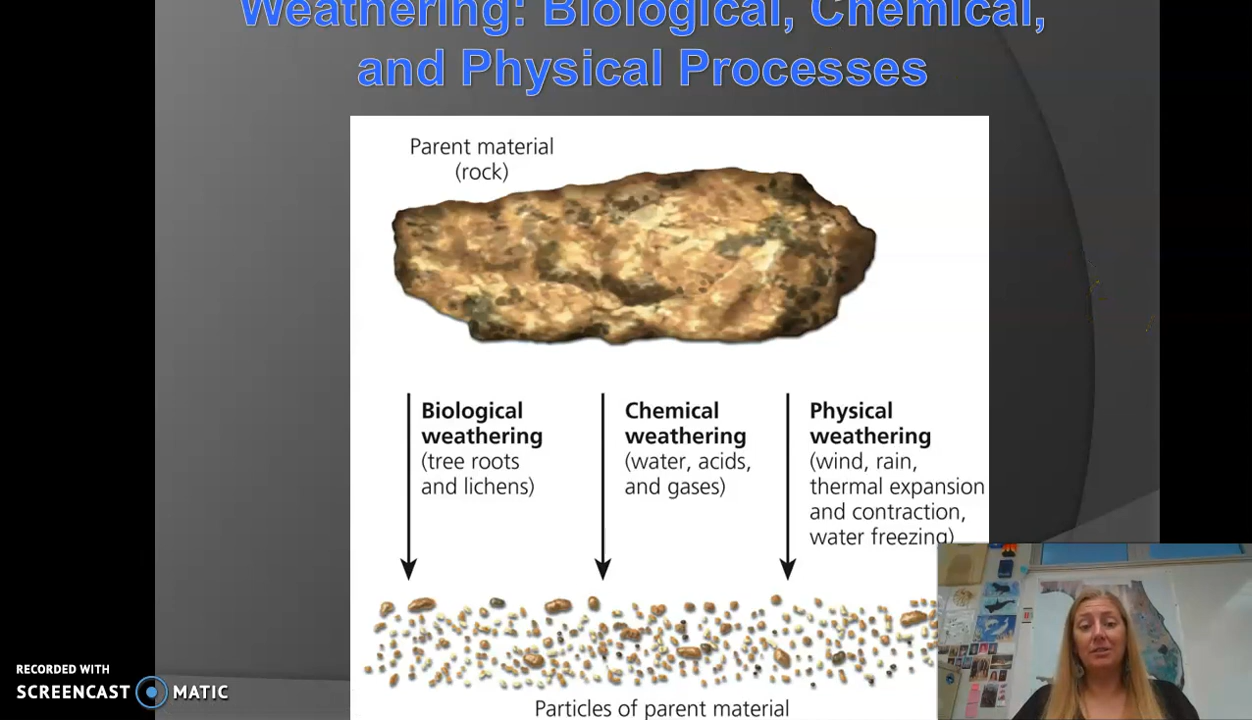 Weathering: Biological, Chemical,
and Physical Processes
Parent material
(rock)
Biological
weathering
(tree roots
and lichens)
Chemical
weathering
(water, acids,
and gases)
Physical
weathering
(wind, rain,
thermal expansion
and contraction,
water freezing)
Particles of parent material
RECORDED WITH
SCREENCAST MATIC